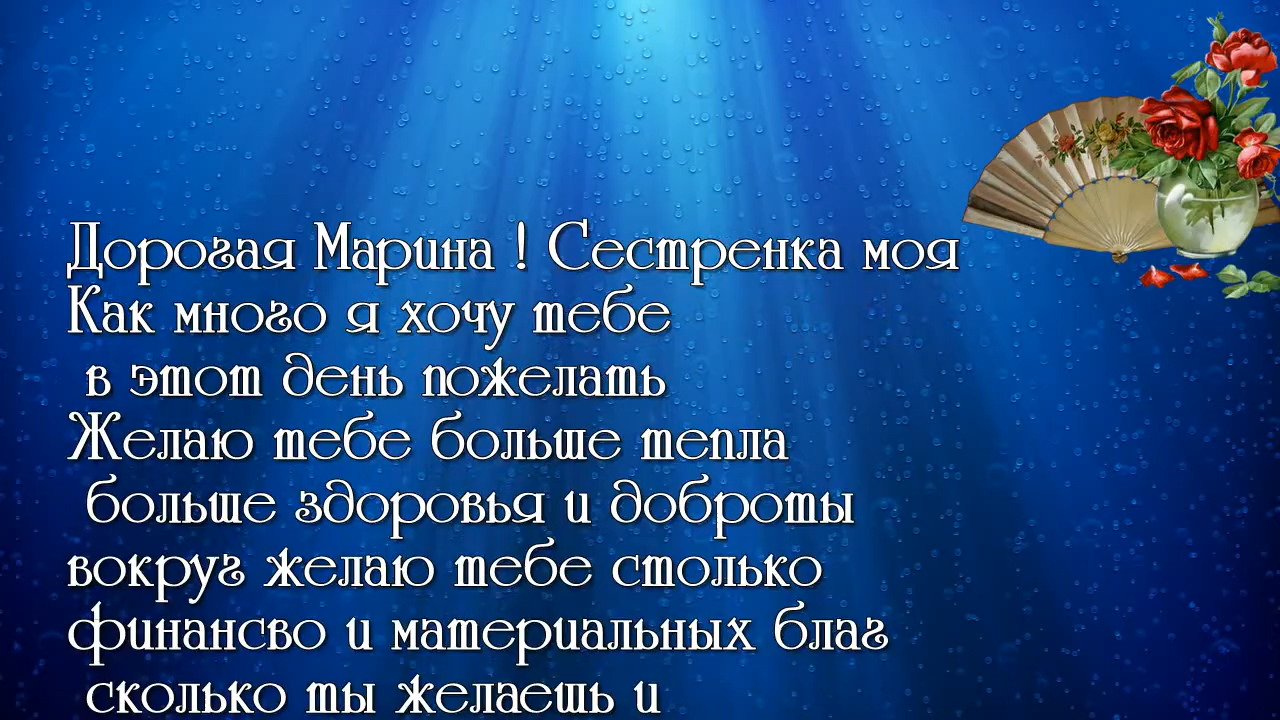 Дорогая Марина ! Сестренка моя
Как много я хочу тебе
в этот день пожелать
Желаю тебе больше тепла
больше здоровья и доброты
вокруг желаю тебе столько
финансво и материальных благ
сколько ты желаешь и